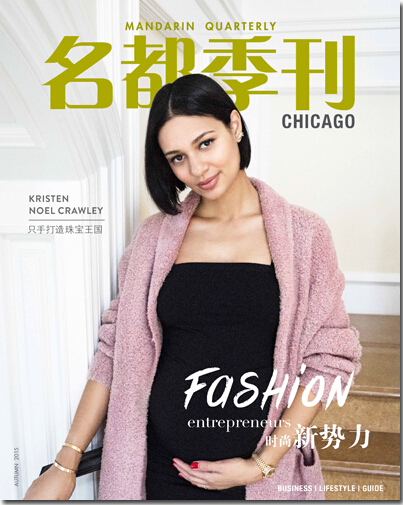 MANDARIN QUARTERLY
名都季刊
CHICAGO
KRISTEN
NOEL CRAWLEY
只手打造珠宝王国
FASHION
entrepreneurs
时尚新势力
AUTUMN 2015
BUSINESS | LIFESTYLE | GUIDE